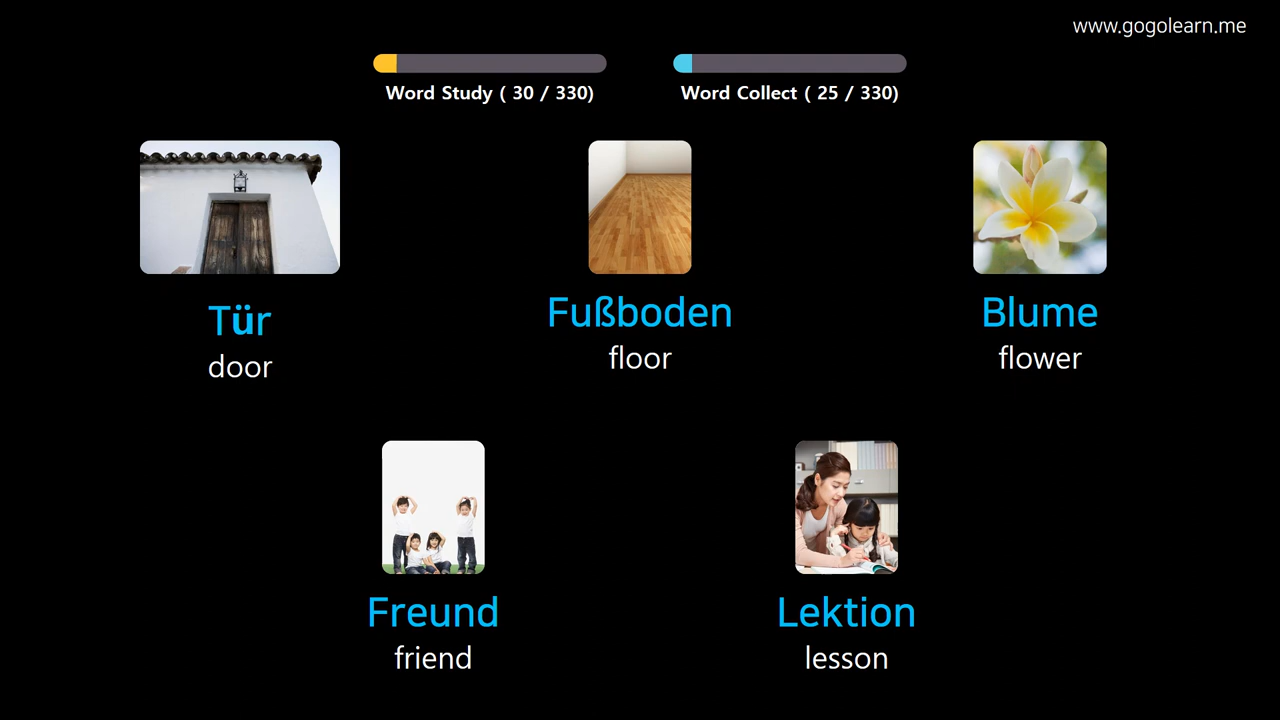 www.gogolearn.me
Word Study ( 30 / 330)
Word Collect ( 25 / 330)
Tür
door
Fußboden
floor
Blume
flower
Freund
friend
Lektion
lesson